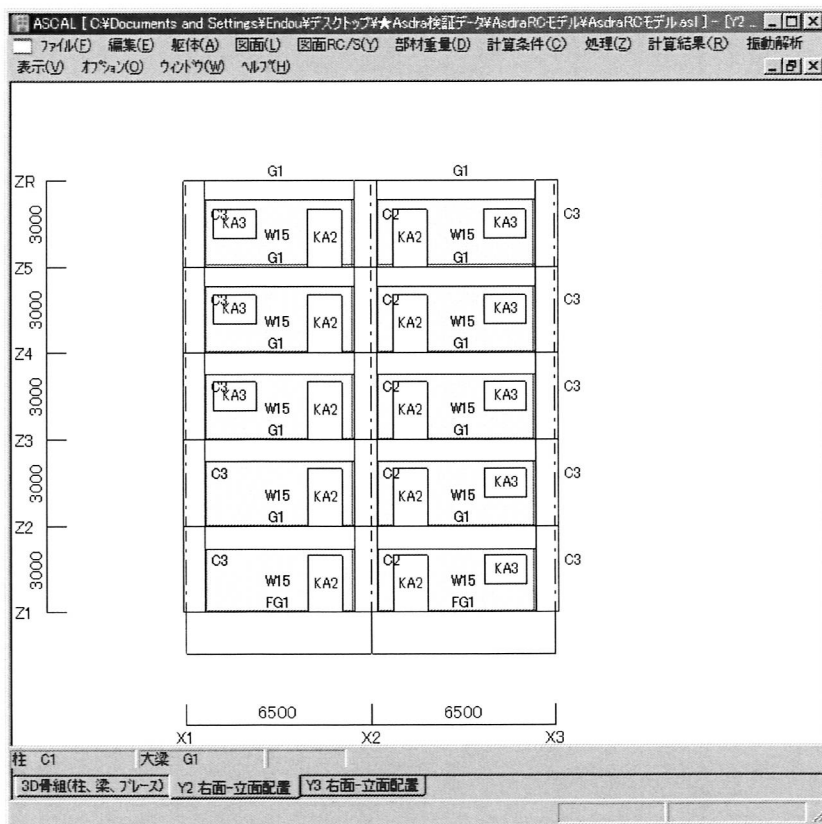 ASCAL [ C:¥Documents and Settings¥Endou¥デスクトップ¥★Asdra検証データ¥AsdraRCモデル¥AsdraRCモデル.asl ] - [Y2 ...
ファイル(F) 編集(E) 躯体(A) 図面(L) 図面RC/S(Y) 部材重量(D) 計算条件(C) 処理(Z) 計算結果(R) 振動解析
表示(V) オプション(O) ウィンドウ(W) ヘルプ(H)
G1 G1
ZR
C3 KA3 W15 KA2 C2 KA2 W15 KA3 C3
3000
G1 G1
Z5
C3 KA3 W15 KA2 C2 KA2 W15 KA3 C3
3000
G1 G1
Z4
C3 KA3 W15 KA2 C2 KA2 W15 KA3 C3
3000
G1 G1
Z3
C3 W15 KA2 C2 KA2 W15 KA3 C3
3000
G1 G1
Z2
C3 W15 KA2 C2 KA2 W15 KA3 C3
3000
FG1 FG1
Z1
6500 6500
X1 X2 X3
柱 C1 大梁 G1
3D骨組(柱、梁、ブレース) Y2 右面-立面配置 Y3 右面-立面配置